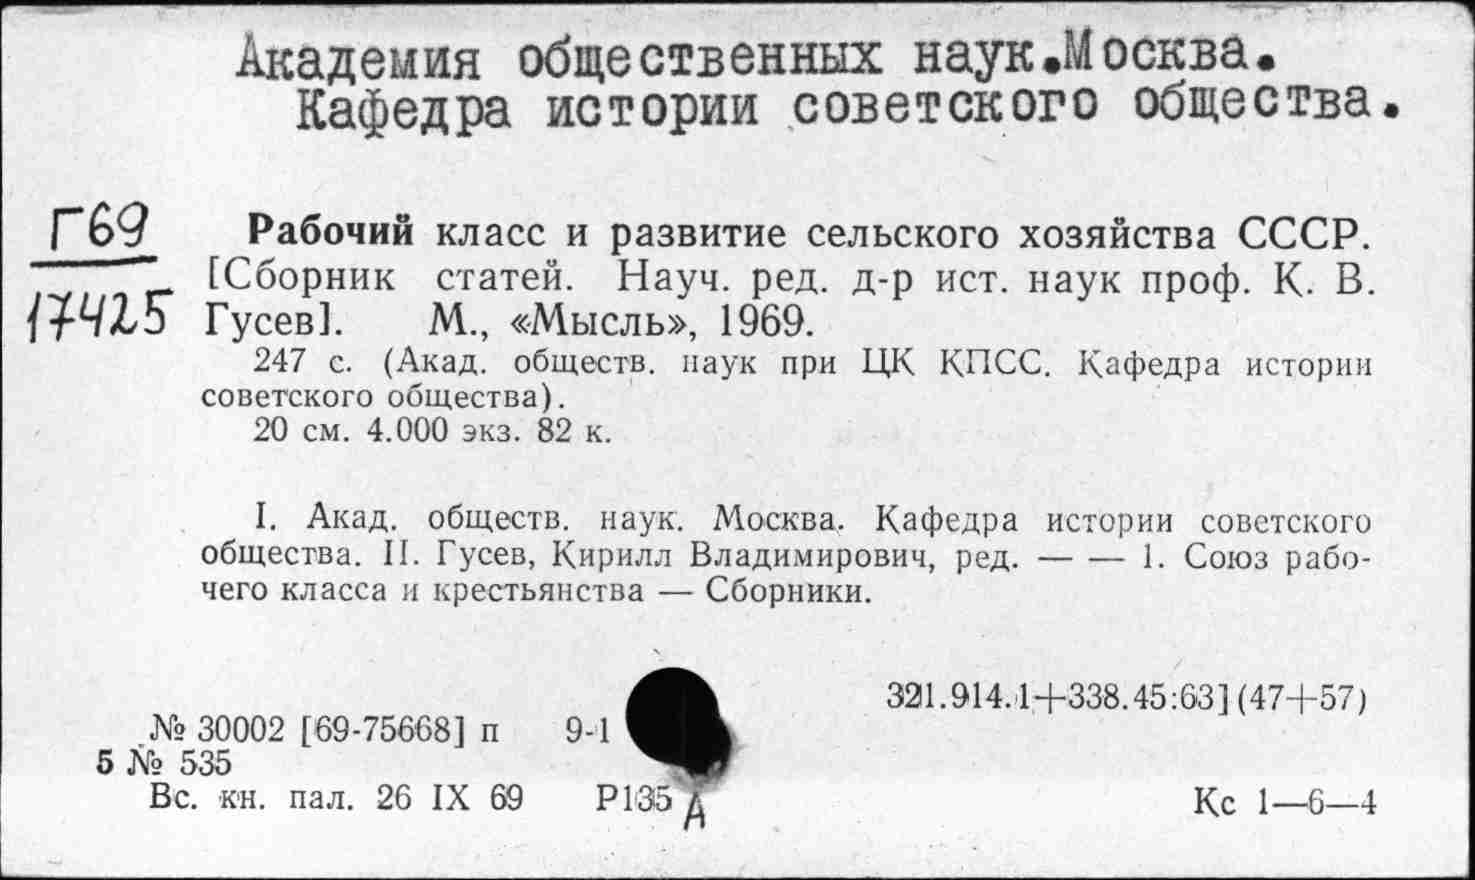 Академия общественных наук.Москва.
Кафедра истории советского общества.
Г69
17425
Рабочий класс и развитие сельского хозяйства СССР.
[Сборник статей. Науч. ред. д-р ист. наук проф. К. В.
Гусев]. М., «Мысль», 1969.
247 с. (Акад. обществ. наук при ЦК КПСС. Кафедра истории
советского общества).
20 см. 4.000 экз. 82 к.
I. Акад. обществ. наук. Москва. Кафедра истории советского
общества. II. Гусев, Кирилл Владимирович, ред. — — 1. Союз рабо-
чего класса и крестьянства — Сборники.
321.914.1+338.45:63](47+57)
№ 30002 [69-75668] п 9-1
5 № 535
Вс. кн. пал. 26 IX 69 Р135 Д
Кс 1—6—4